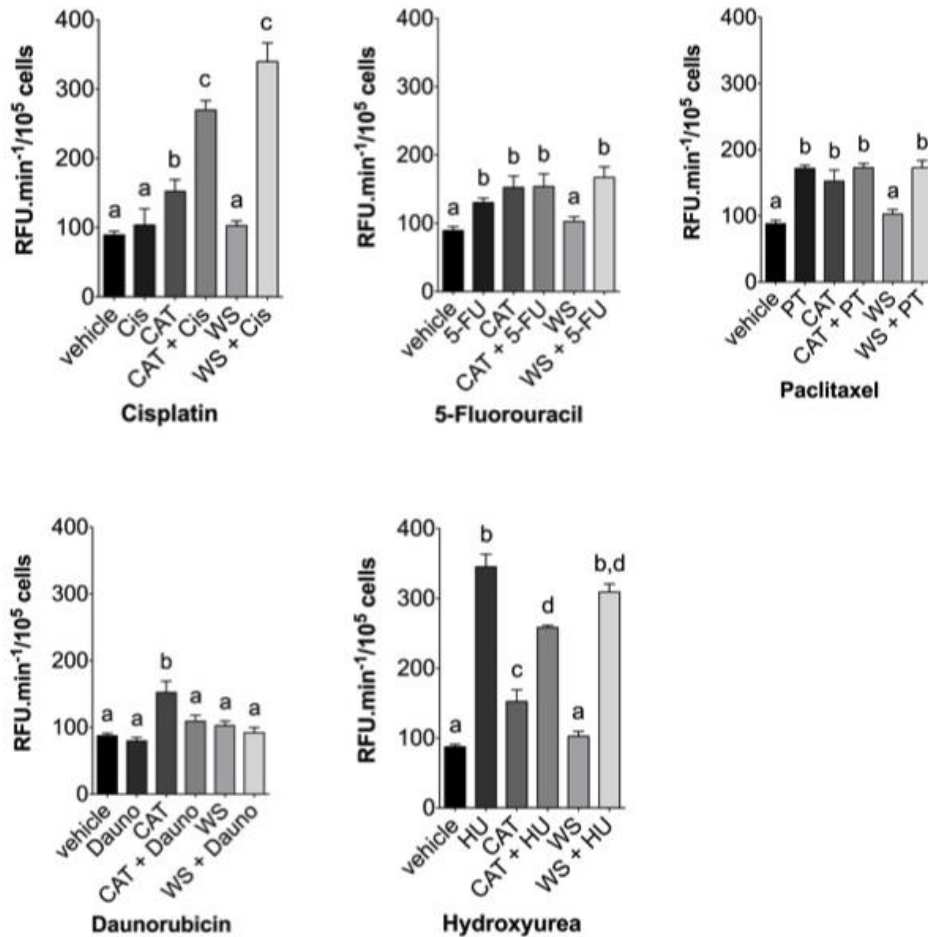 400
300
200
100
0
RFU.min⁻¹/10⁵ cells
a
a
b
c
a
c
vehicle
Cis
CAT
CAT + Cis
WS
WS + Cis
Cisplatin
400
300
200
100
0
RFU.min⁻¹/10⁵ cells
a
b
b
b
a
b
vehicle
5-FU
CAT
CAT + 5-FU
WS
WS + 5-FU
5-Fluorouracil
400
300
200
100
0
RFU.min⁻¹/10⁵ cells
a
b
b
b
a
b
vehicle
PT
CAT
CAT + PT
WS
WS + PT
Paclitaxel
400
300
200
100
0
RFU.min⁻¹/10⁵ cells
a
a
b
a
a
a
vehicle
Dauno
CAT
CAT + Dauno
WS
WS + Dauno
Daunorubicin
400
300
200
100
0
RFU.min⁻¹/10⁵ cells
a
b
c
d
a
b,d
vehicle
HU
CAT
CAT + HU
WS
WS + HU
Hydroxyurea